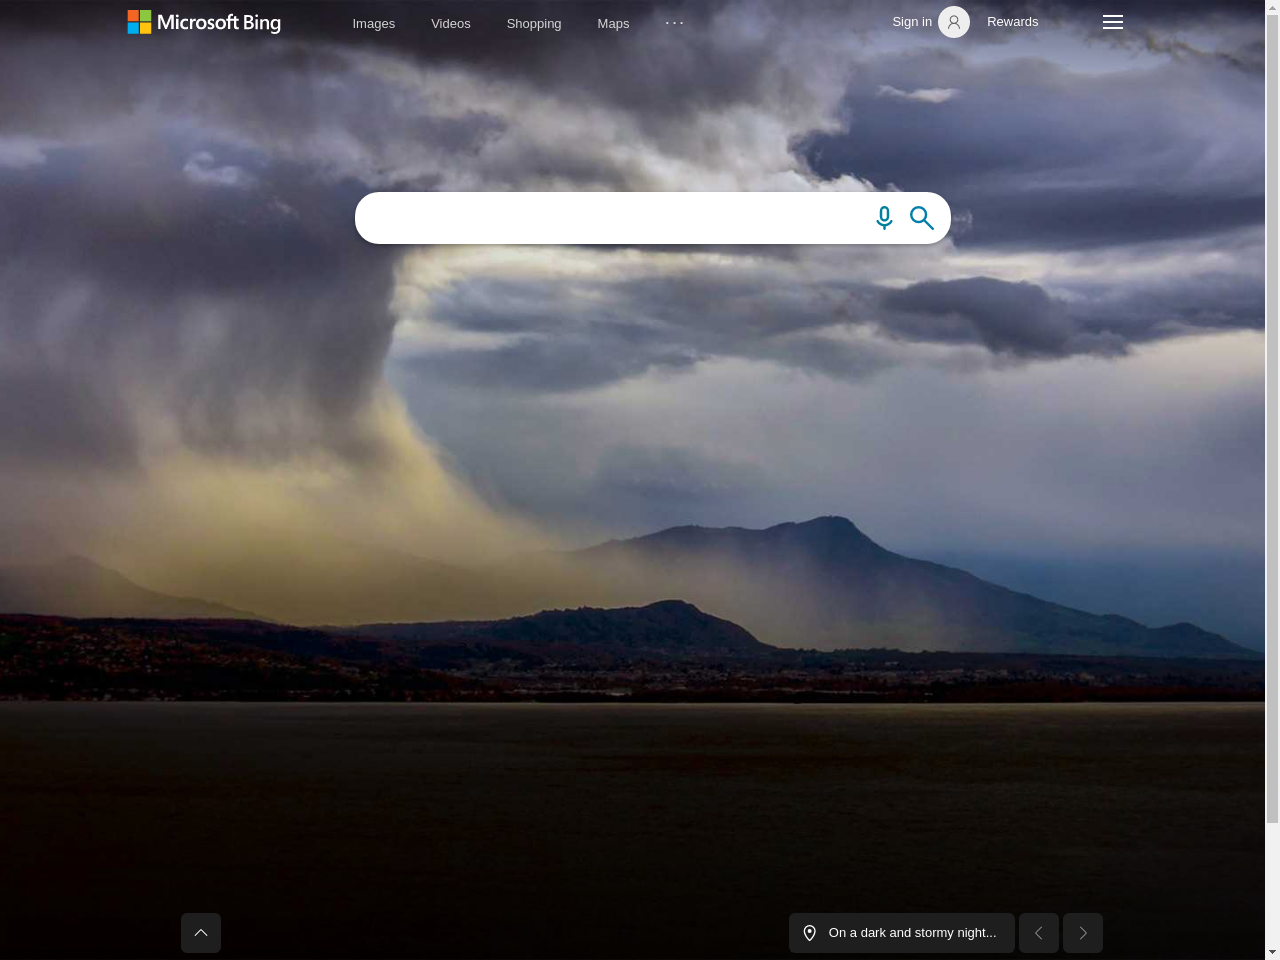 Microsoft Bing
Images
Videos
Shopping
Maps
Sign in
Rewards
On a dark and stormy night...